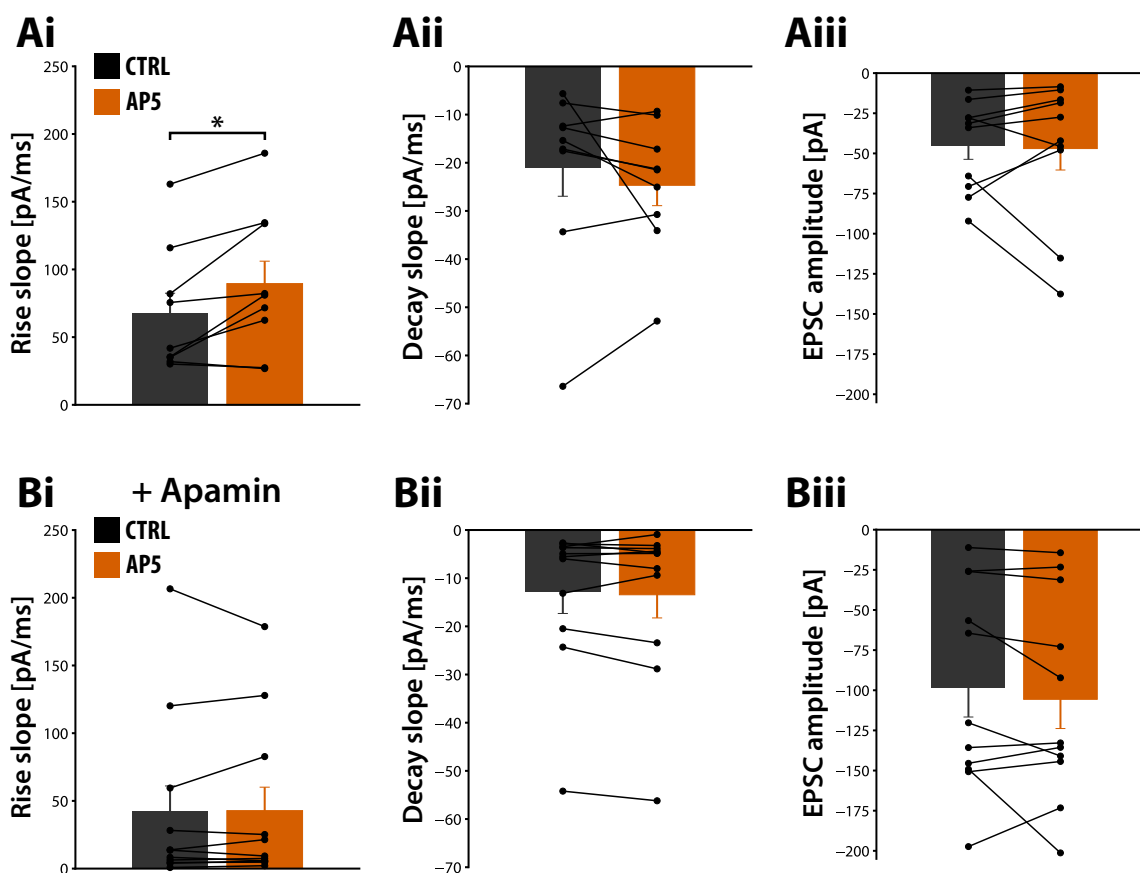 Ai
CTRL
AP5
*
Rise slope [pA/ms]
250
200
150
100
50
0
Aii
Decay slope [pA/ms]
0
−10
−20
−30
−40
−50
−60
−70
Aiii
EPSC amplitude [pA]
0
−25
−50
−75
−100
−125
−150
−175
−200
Bi
+ Apamin
CTRL
AP5
Rise slope [pA/ms]
250
200
150
100
50
0
Bii
Decay slope [pA/ms]
0
−10
−20
−30
−40
−50
−60
−70
Biii
EPSC amplitude [pA]
0
−25
−50
−75
−100
−125
−150
−175
−200